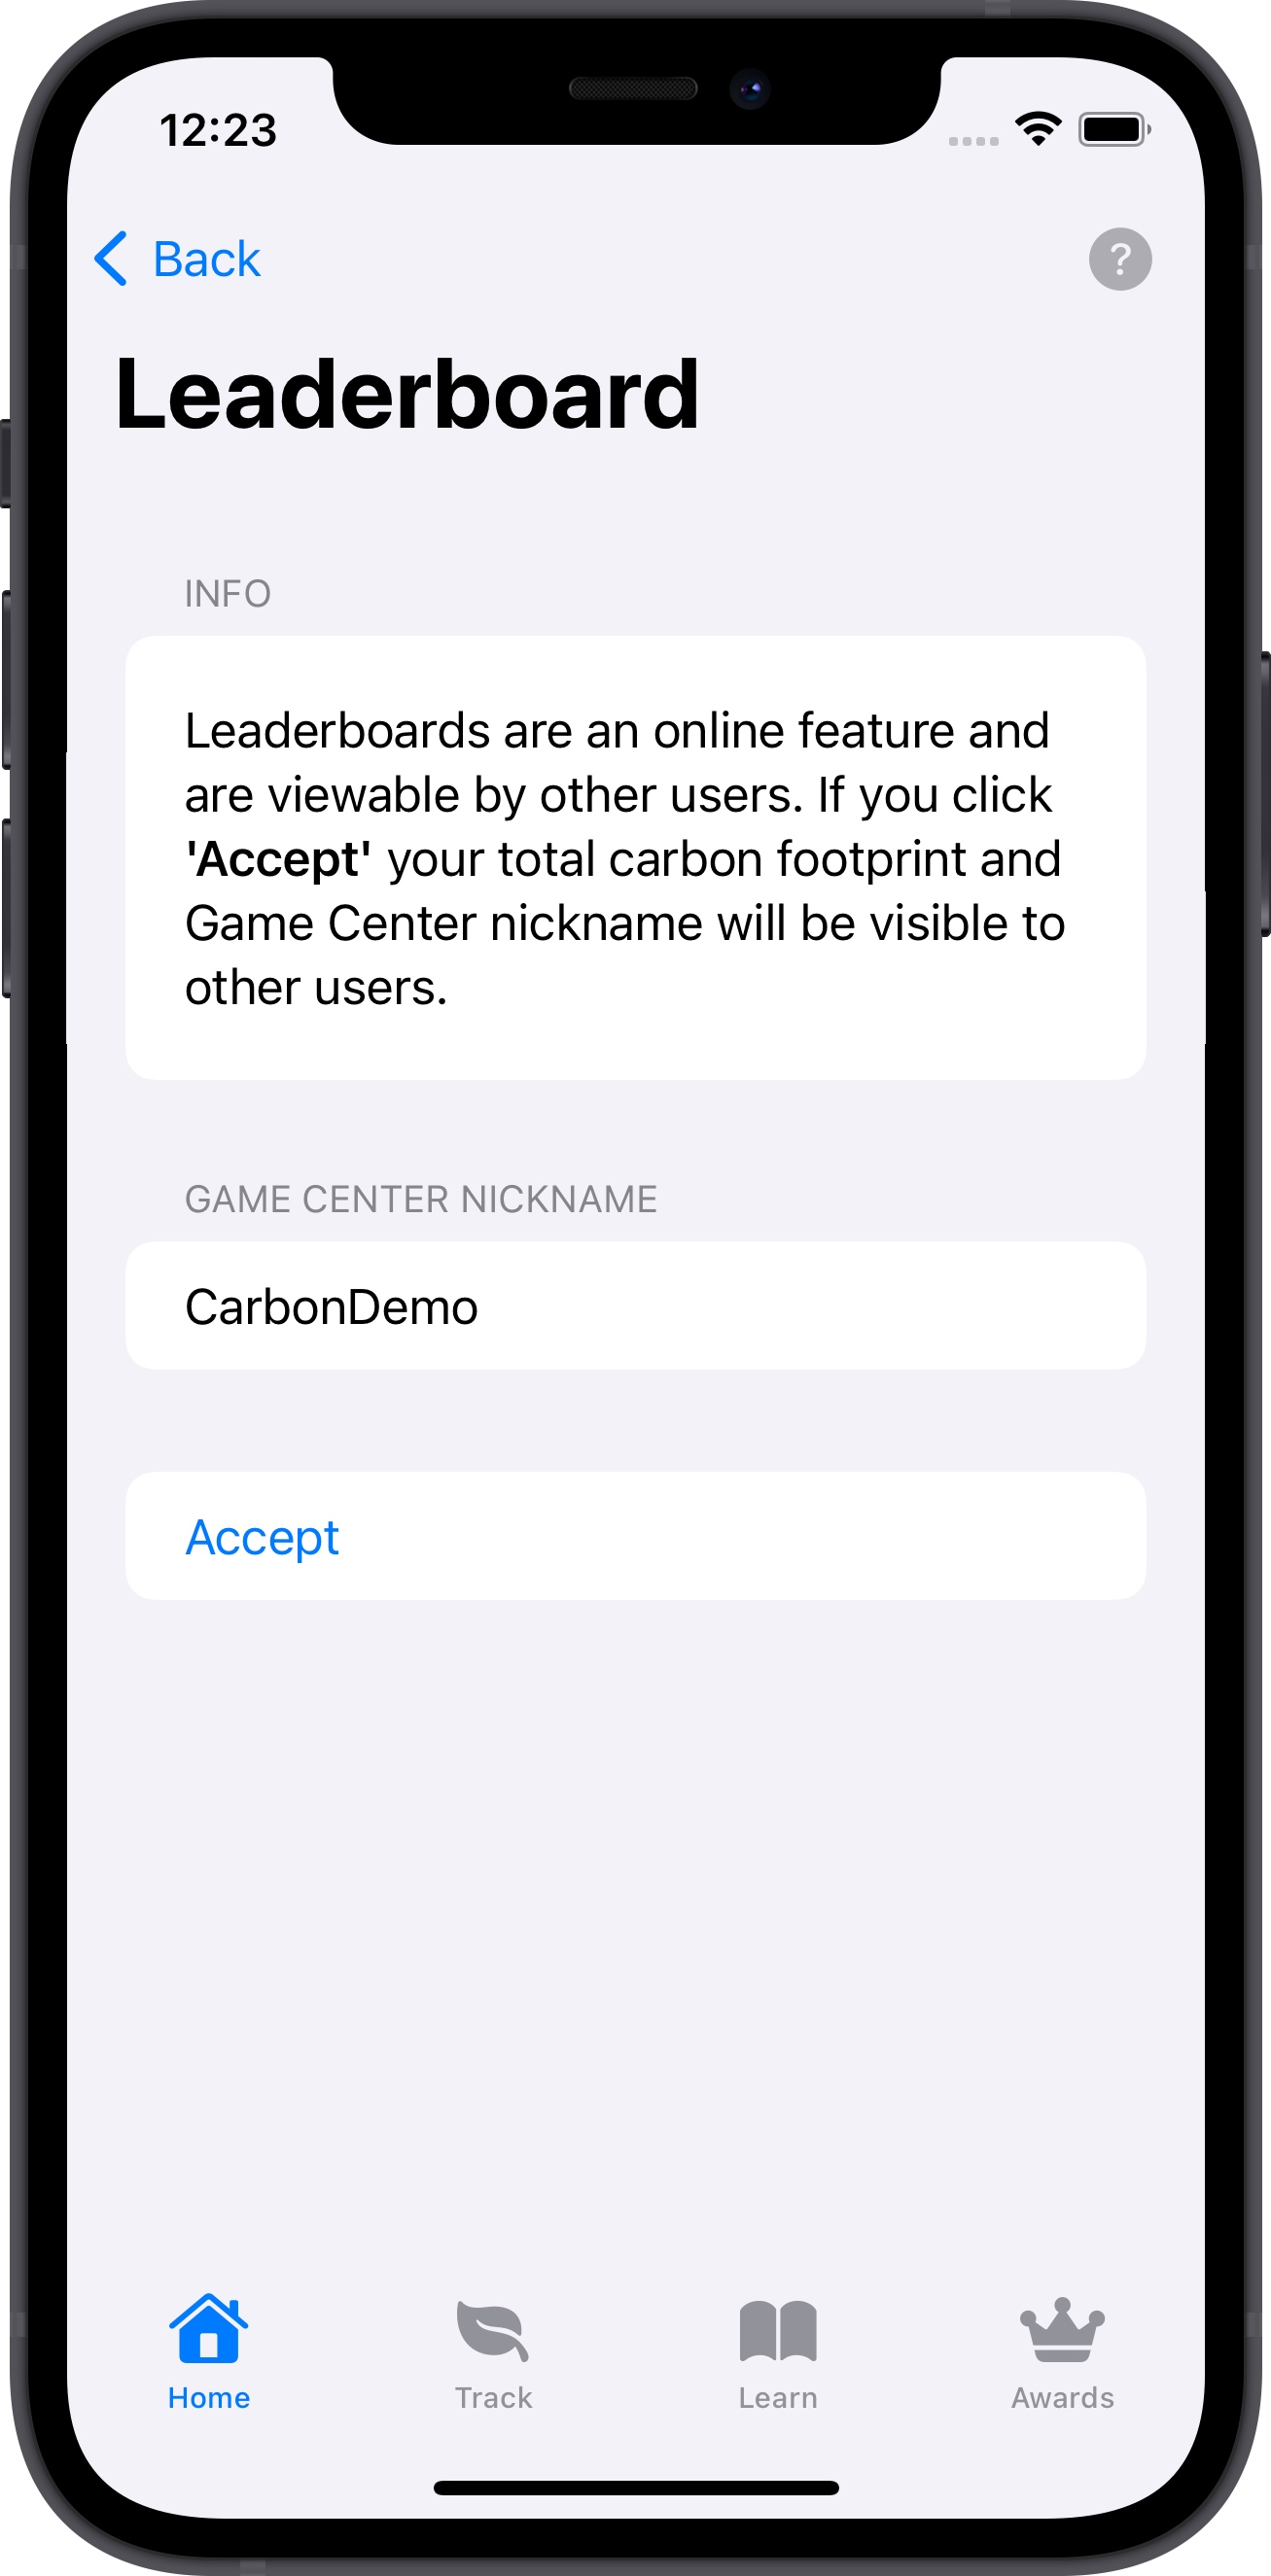 12:23
Back
?
Leaderboard
INFO
Leaderboards are an online feature and
are viewable by other users. If you click
'Accept' your total carbon footprint and
Game Center nickname will be visible to
other users.
GAME CENTER NICKNAME
CarbonDemo
Accept
Home
Track
Learn
Awards